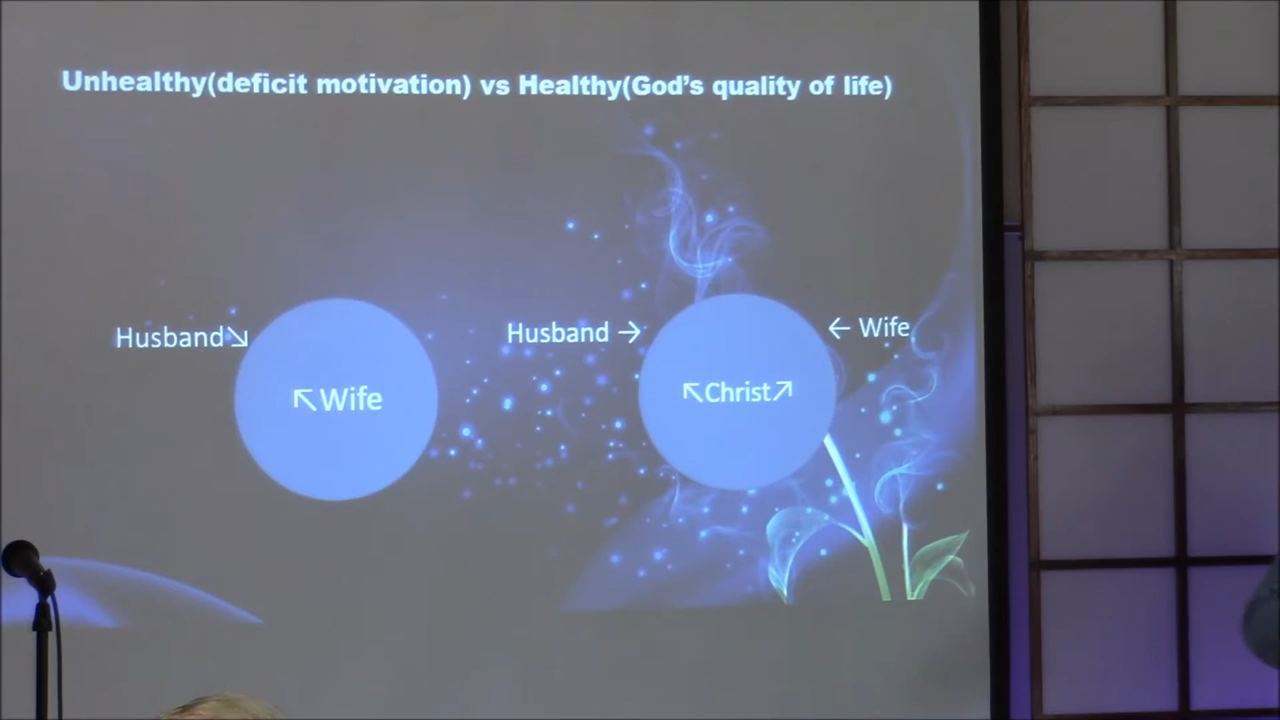 Unhealthy(deficit motivation) vs Healthy(God's quality of life)
Husband↘
↖Wife
Husband →
↖Christ↗
← Wife